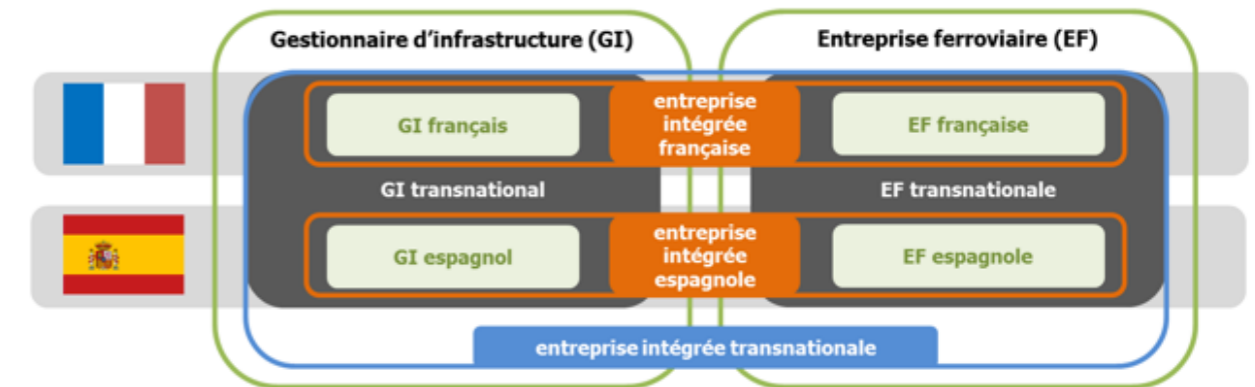 Gestionnaire d’infrastructure (GI)
Entreprise ferroviaire (EF)
GI français
entreprise
intégrée
française
EF française
GI transnational
EF transnationale
GI espagnol
entreprise
intégrée
espagnole
EF espagnole
entreprise intégrée transnationale